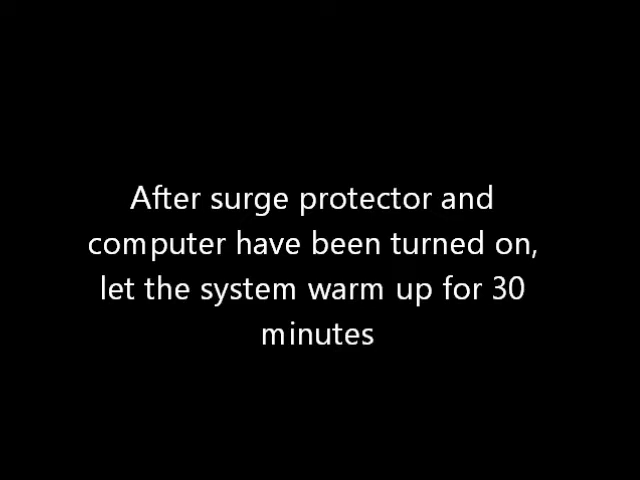 After surge protector and
computer have been turned on,
let the system warm up for 30
minutes